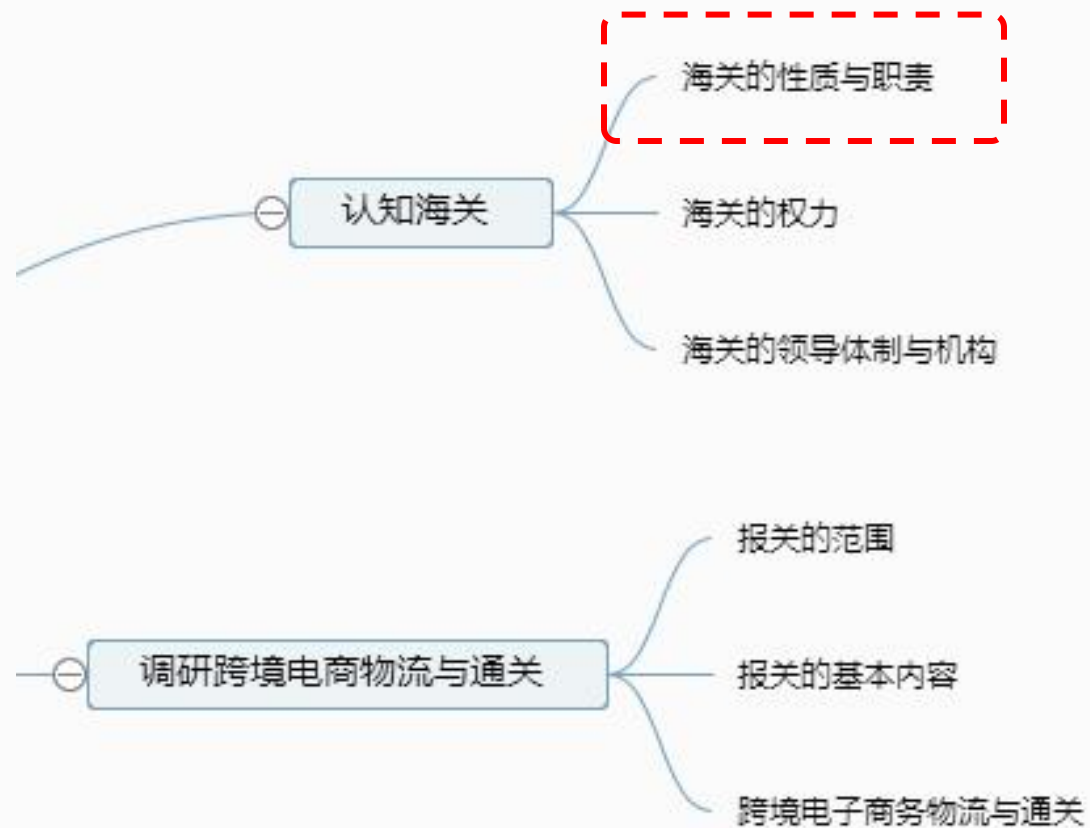 海关的性质与职责
认知海关
海关的权力
海关的领导体制与机构
报关的范围
调研跨境电商物流与通关
报关的基本内容
跨境电子商务物流与通关